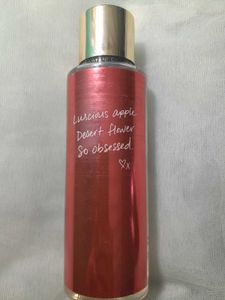 Luscious apple
Desert flower
So obsessed.
♡x